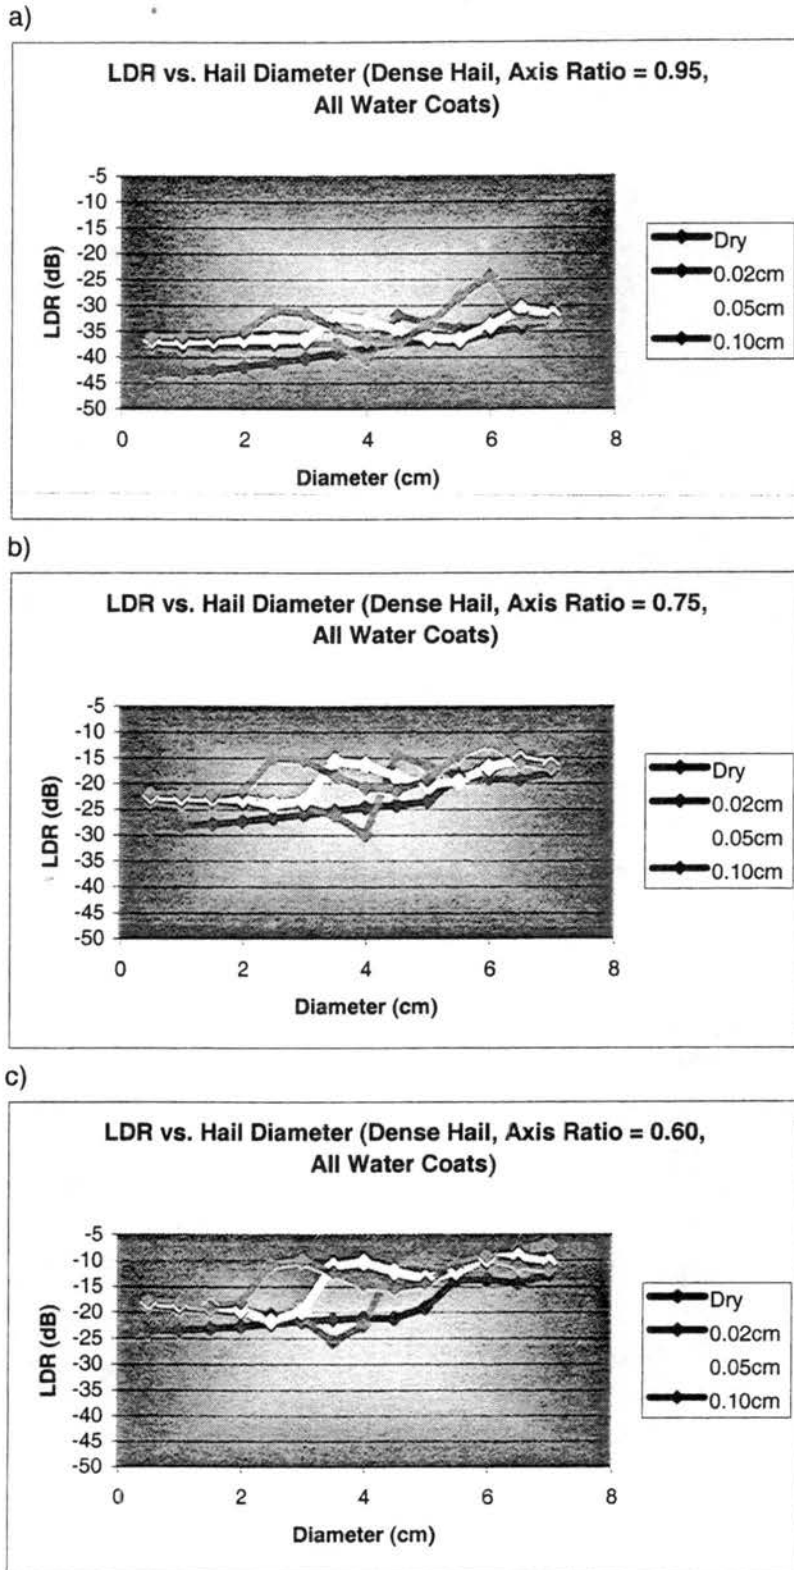 a)
LDR vs. Hail Diameter (Dense Hail, Axis Ratio = 0.95,
All Water Coats)
-5
-10
-15
-20
-25
-30
-35
-40
-45
-50
LDR (dB)
0 2 4 6 8
Diameter (cm)
Dry
0.02cm
0.05cm
0.10cm
b)
LDR vs. Hail Diameter (Dense Hail, Axis Ratio = 0.75,
All Water Coats)
-5
-10
-15
-20
-25
-30
-35
-40
-45
-50
LDR (dB)
0 2 4 6 8
Diameter (cm)
Dry
0.02cm
0.05cm
0.10cm
c)
LDR vs. Hail Diameter (Dense Hail, Axis Ratio = 0.60,
All Water Coats)
-5
-10
-15
-20
-25
-30
-35
-40
-45
-50
LDR (dB)
0 2 4 6 8
Diameter (cm)
Dry
0.02cm
0.05cm
0.10cm